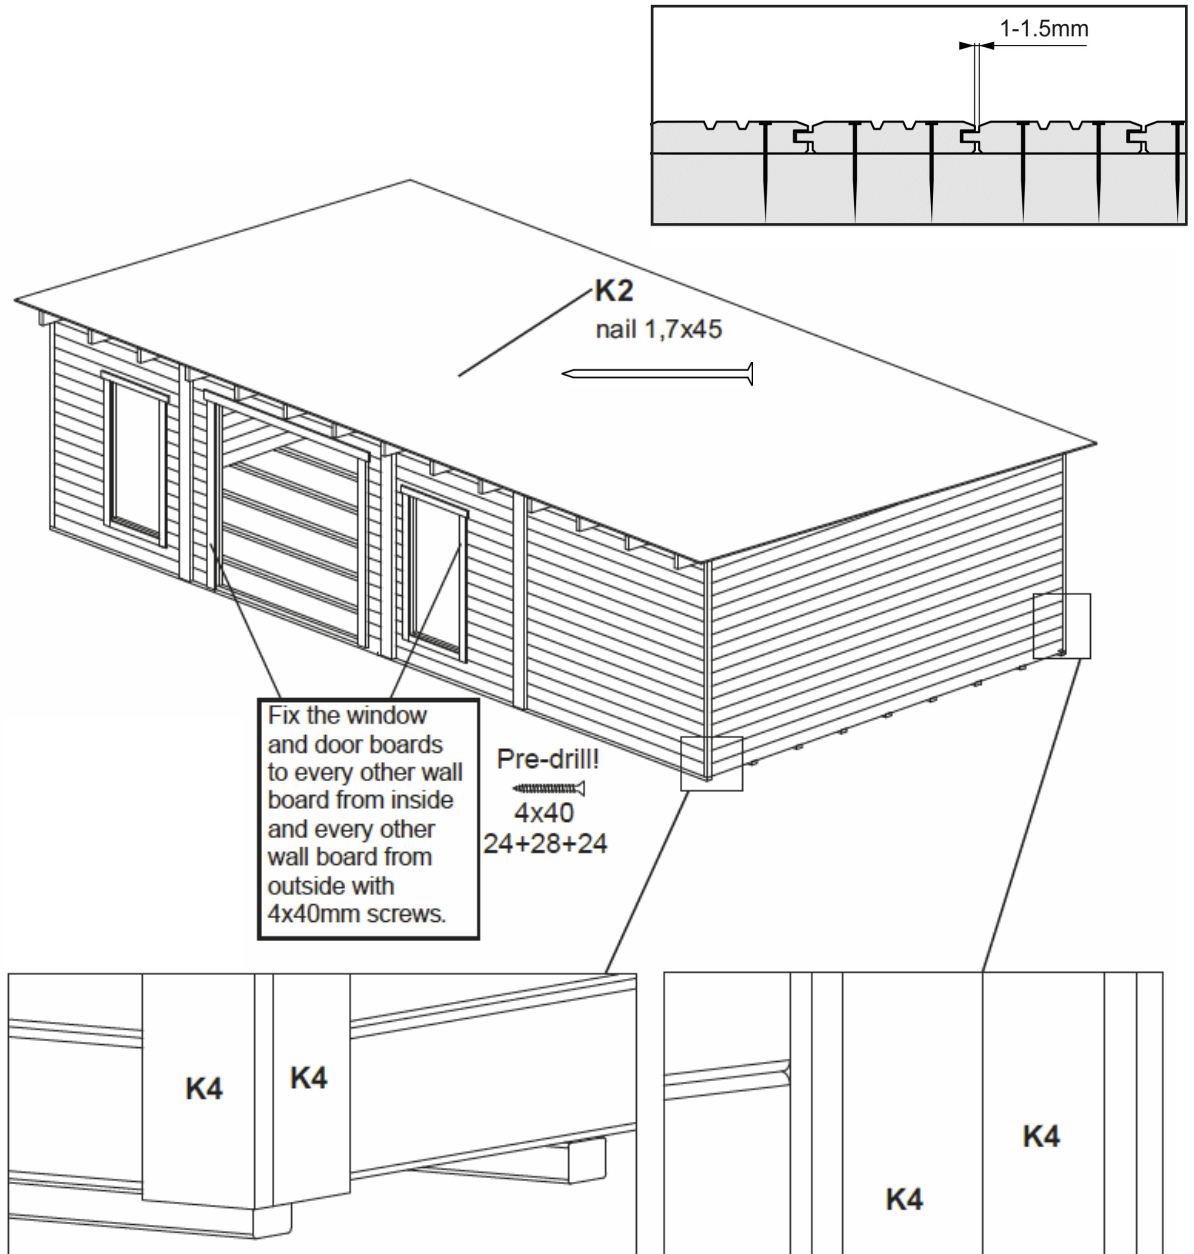 1-1.5mm
K2
nail 1,7x45
Fix the window
and door boards
to every other wall
board from inside
and every other
wall board from
outside with
4x40mm screws.
Pre-drill!
4x40
24+28+24
K4
K4
K4
K4